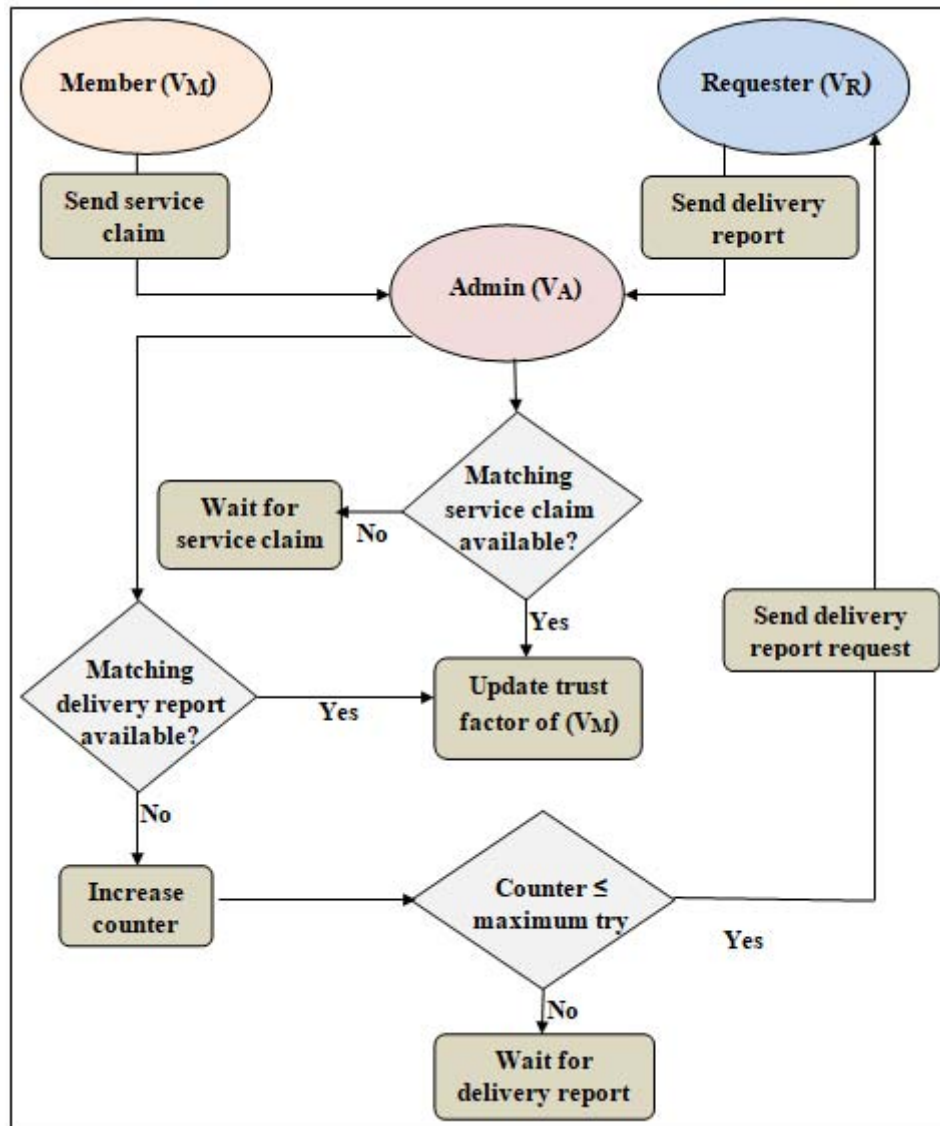 Member (VM)
Requester (VR)
Send service
claim
Send delivery
report
Admin (VA)
Matching
service claim
available?
Wait for
service claim
No
Yes
Send delivery
report request
Matching
delivery report
available?
Yes
Update trust
factor of (VM)
No
Increase
counter
Counter ≤
maximum try
Yes
No
Wait for
delivery report